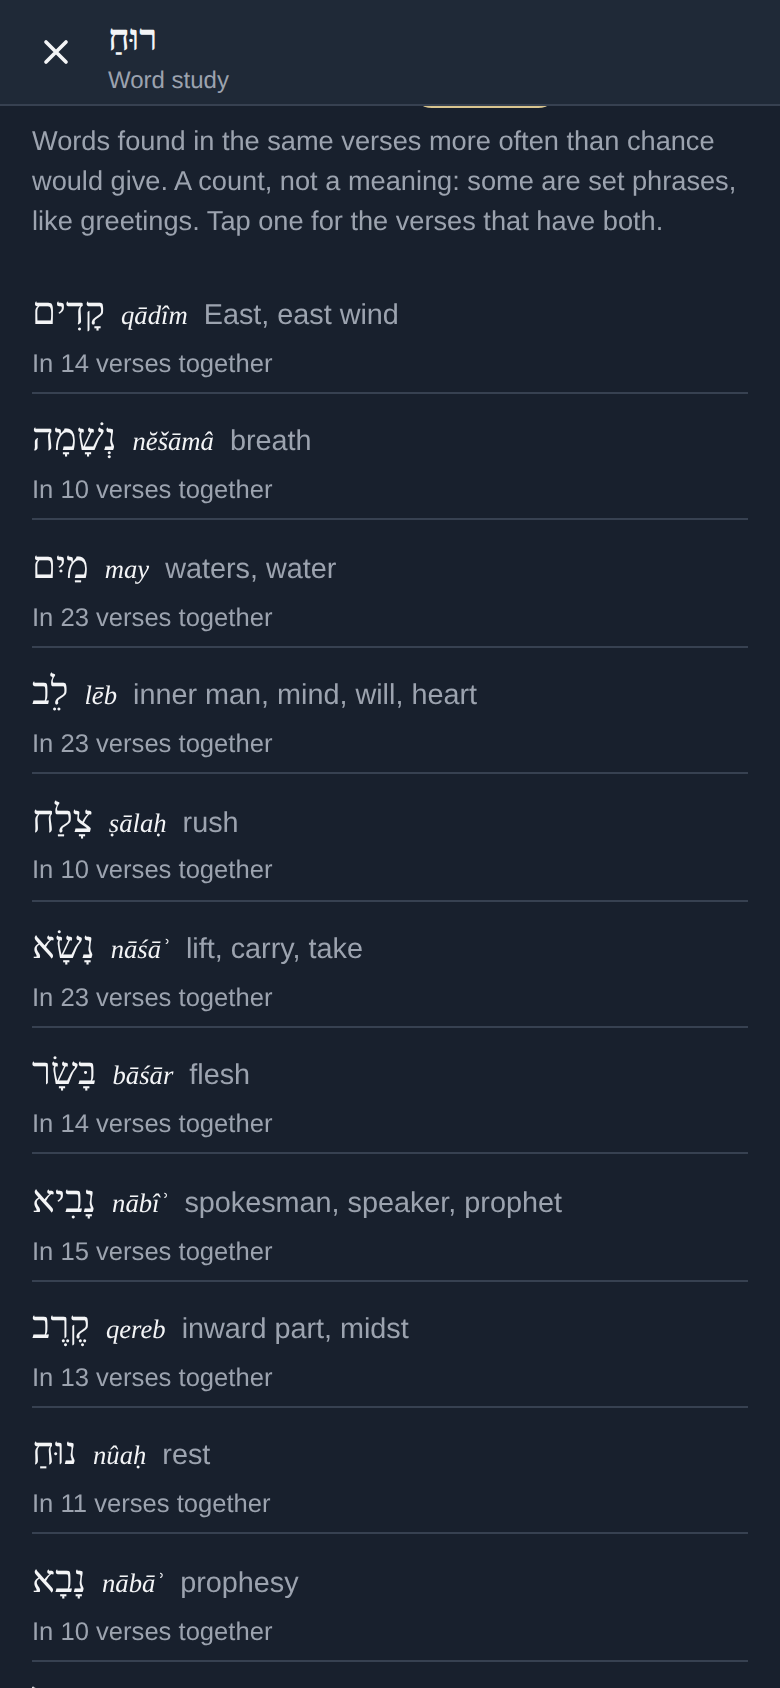 רוּחַ
Word study
Words found in the same verses more often than chance
would give. A count, not a meaning: some are set phrases,
like greetings. Tap one for the verses that have both.
קָדִים qādîm East, east wind
In 14 verses together
נְשָׁמָה nĕšāmâ breath
In 10 verses together
מַיִם may waters, water
In 23 verses together
לֵב lēb inner man, mind, will, heart
In 23 verses together
צָלַח ṣālaḥ rush
In 10 verses together
נָשָׂא nāśāʾ lift, carry, take
In 23 verses together
בָּשָׂר bāśār flesh
In 14 verses together
נָבִיא nābîʾ spokesman, speaker, prophet
In 15 verses together
קֶרֶב qereb inward part, midst
In 13 verses together
נוּחַ nûaḥ rest
In 11 verses together
נָבָא nābāʾ prophesy
In 10 verses together